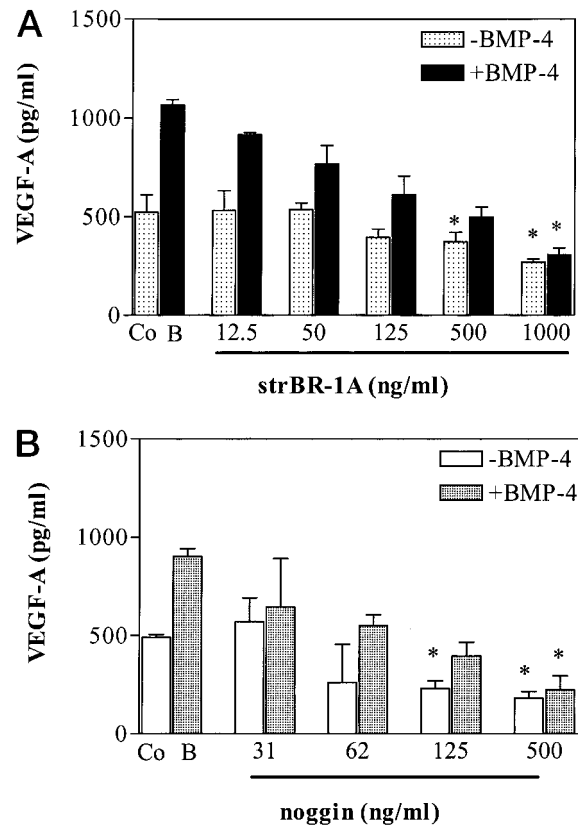 A
1500
-BMP-4
+BMP-4
1000
VEGF-A (pg/ml)
500
*
* *
0
Co B 12.5 50 125 500 1000
strBR-1A (ng/ml)
B
1500
-BMP-4
+BMP-4
1000
VEGF-A (pg/ml)
500
*
* *
0
Co B 31 62 125 500
noggin (ng/ml)